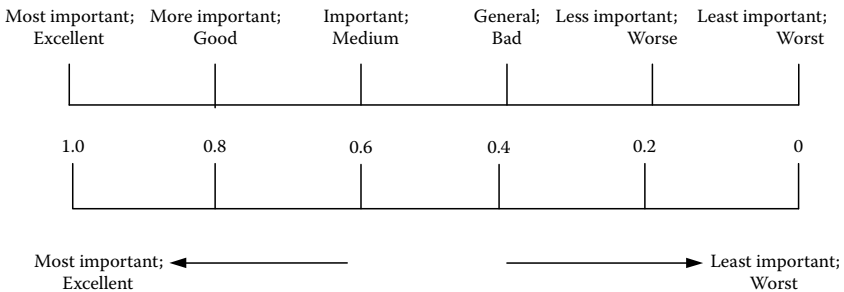 Most important; More important; Important; General; Less important; Least important;
Excellent Good Medium Bad Worse Worst
1.0 0.8 0.6 0.4 0.2 0
Most important; Least important;
Excellent Worst